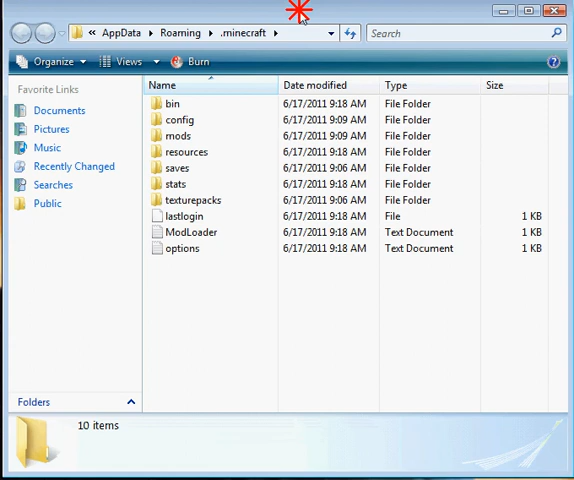 « AppData Roaming .minecraft Search
Organize Views Burn
Favorite Links
Documents
Pictures
Music
Recently Changed
Searches
Public
Folders
Name Date modified Type Size
bin 6/17/2011 9:18 AM File Folder
config 6/17/2011 9:09 AM File Folder
mods 6/17/2011 9:09 AM File Folder
resources 6/17/2011 9:18 AM File Folder
saves 6/17/2011 9:06 AM File Folder
stats 6/17/2011 9:18 AM File Folder
texturepacks 6/17/2011 9:06 AM File Folder
lastlogin 6/17/2011 9:18 AM File 1 KB
ModLoader 6/17/2011 9:18 AM Text Document 1 KB
options 6/17/2011 9:18 AM Text Document 1 KB
10 items